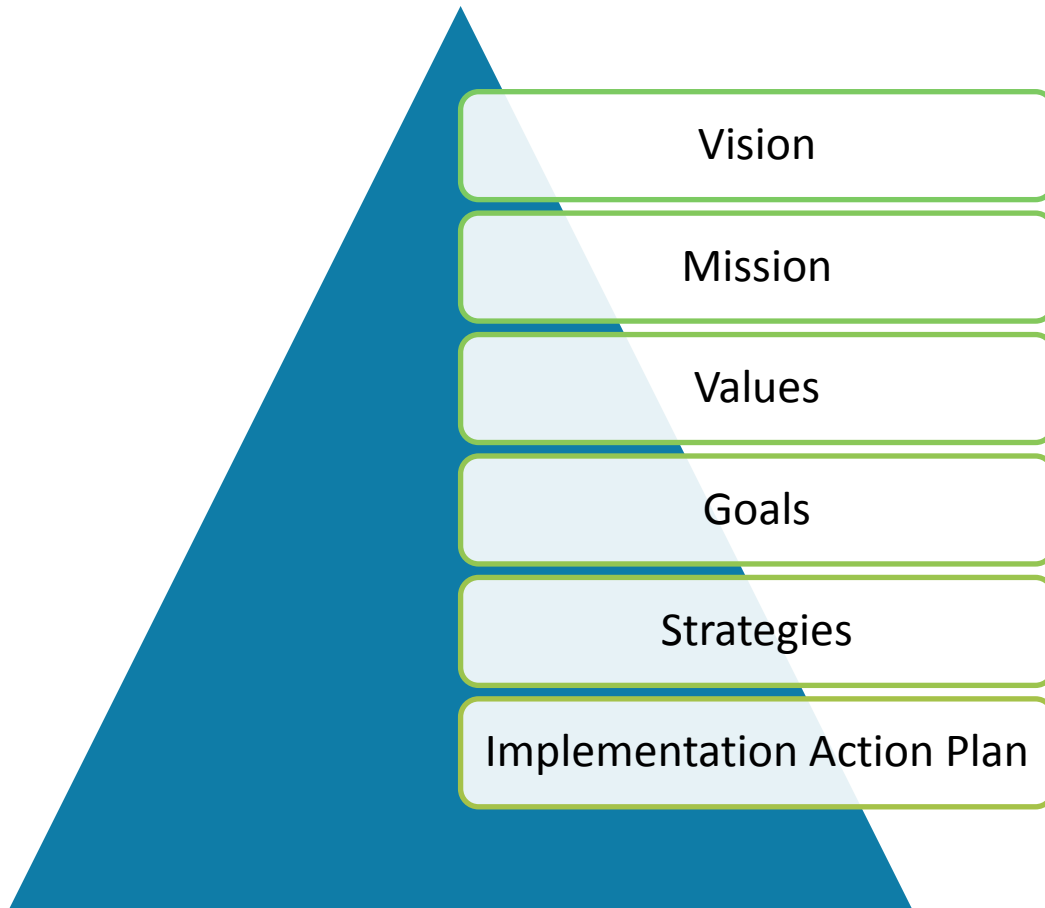 Vision
Mission
Values
Goals
Strategies
Implementation Action Plan